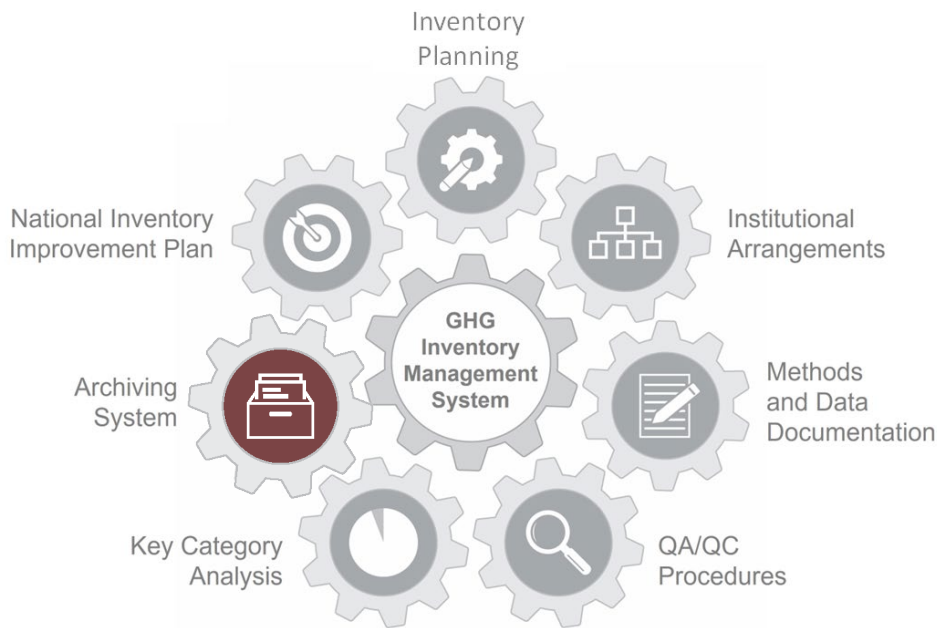 Inventory
Planning
National Inventory
Improvement Plan
Institutional
Arrangements
GHG
Inventory
Management
System
Archiving
System
Methods
and Data
Documentation
Key Category
Analysis
QA/QC
Procedures